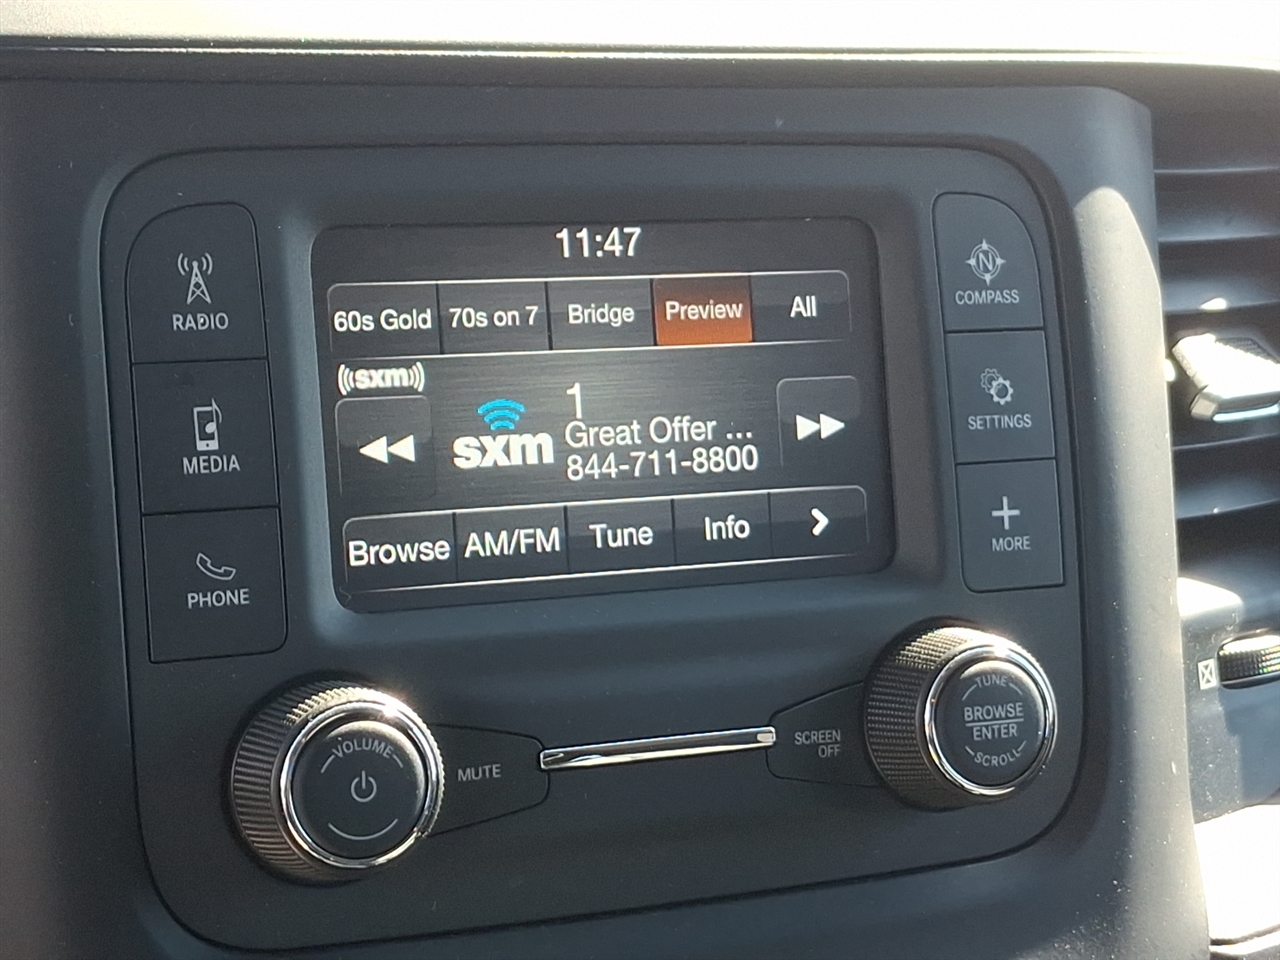 11:47
60s Gold 70s on 7 Bridge Preview All
((sxm))
sxm
1
Great Offer ...
844-711-8800
Browse AM/FM Tune Info >
RADIO
MEDIA
PHONE
N
COMPASS
SETTINGS
MORE
VOLUME
MUTE
SCREEN
OFF
TUNE
BROWSE
ENTER
SCROLL